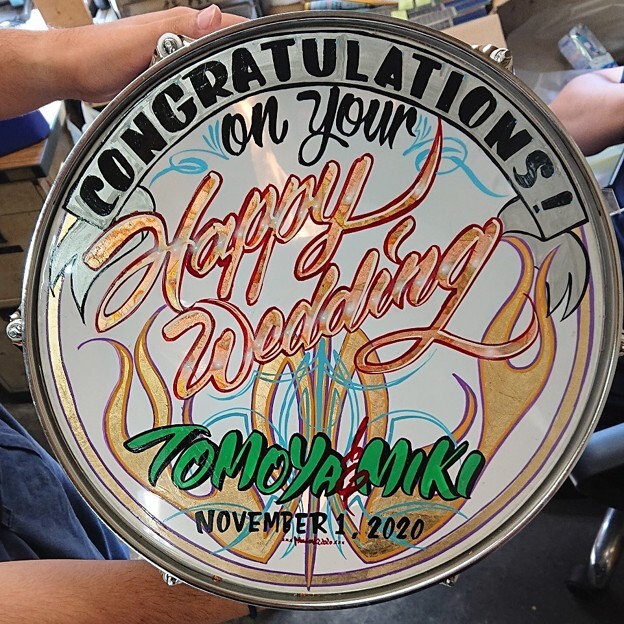 CONGRATULATIONS!
on your
Happy
Wedding
TOMOYA & MIKI
NOVEMBER 1, 2020